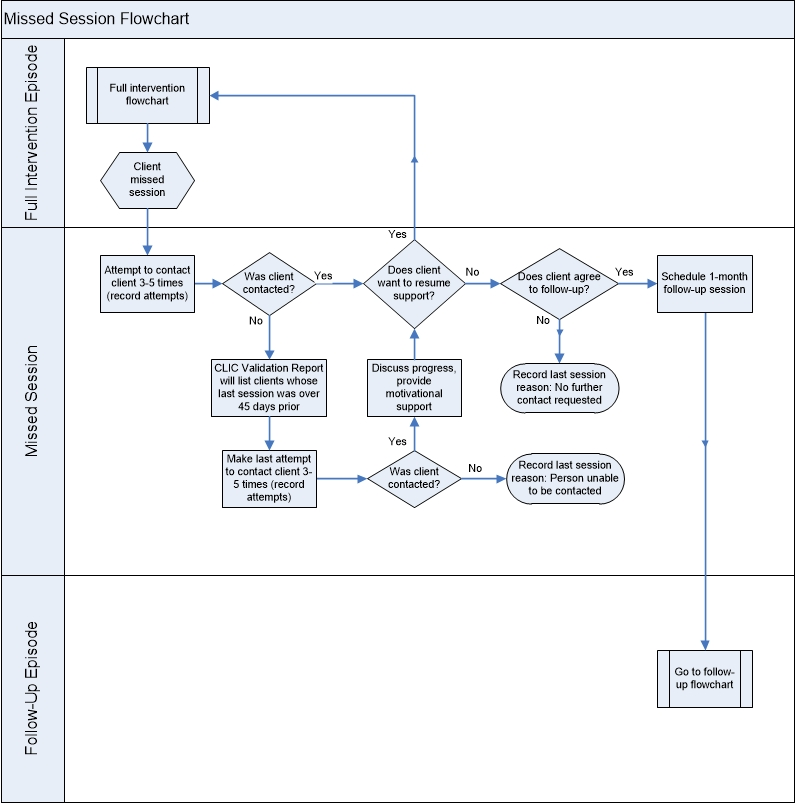 Missed Session Flowchart
Full Intervention Episode
Full intervention
flowchart
Client
missed
session
Missed Session
Attempt to contact
client 3-5 times
(record attempts)
Was client
contacted?
Yes
No
Yes
Does client
want to resume
support?
No
Does client agree
to follow-up?
Yes
No
Schedule 1-month
follow-up session
CLIC Validation Report
will list clients whose
last session was over
45 days prior
Discuss progress,
provide
motivational
support
Record last session
reason: No further
contact requested
Make last attempt
to contact client 3-
5 times (record
attempts)
Yes
Was client
contacted?
No
Record last session
reason: Person unable
to be contacted
Follow-Up Episode
Go to follow-
up flowchart